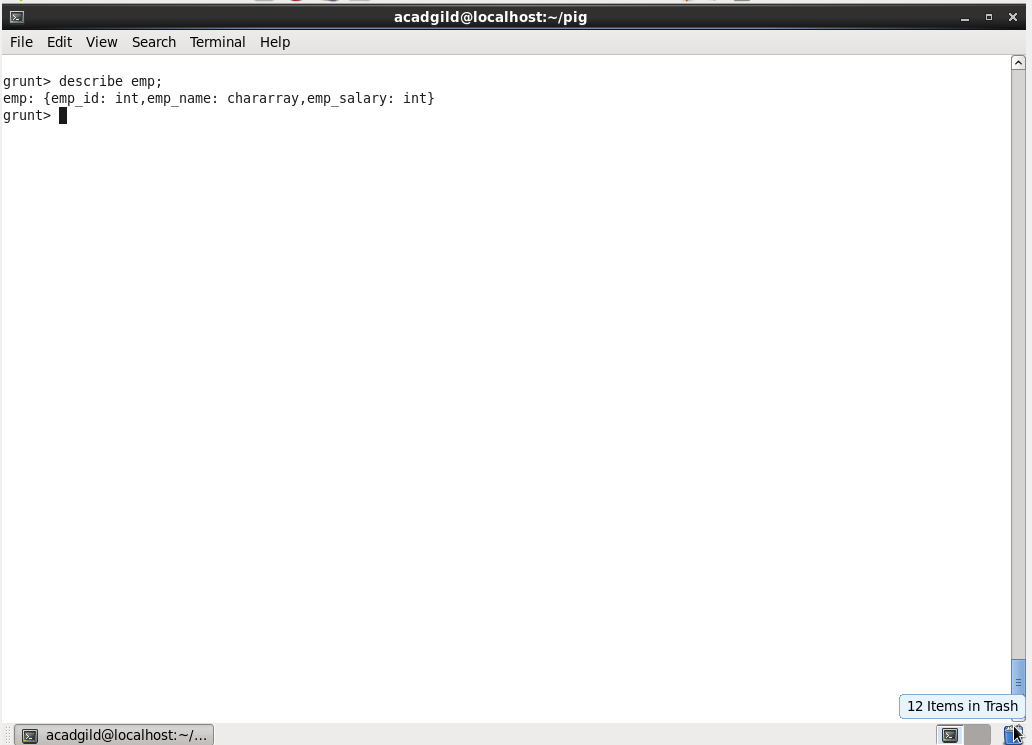 acadgild@localhost:~/pig
File Edit View Search Terminal Help
grunt> describe emp;
emp: {emp_id: int,emp_name: chararray,emp_salary: int}
grunt>
12 Items in Trash
acadgild@localhost:~/...